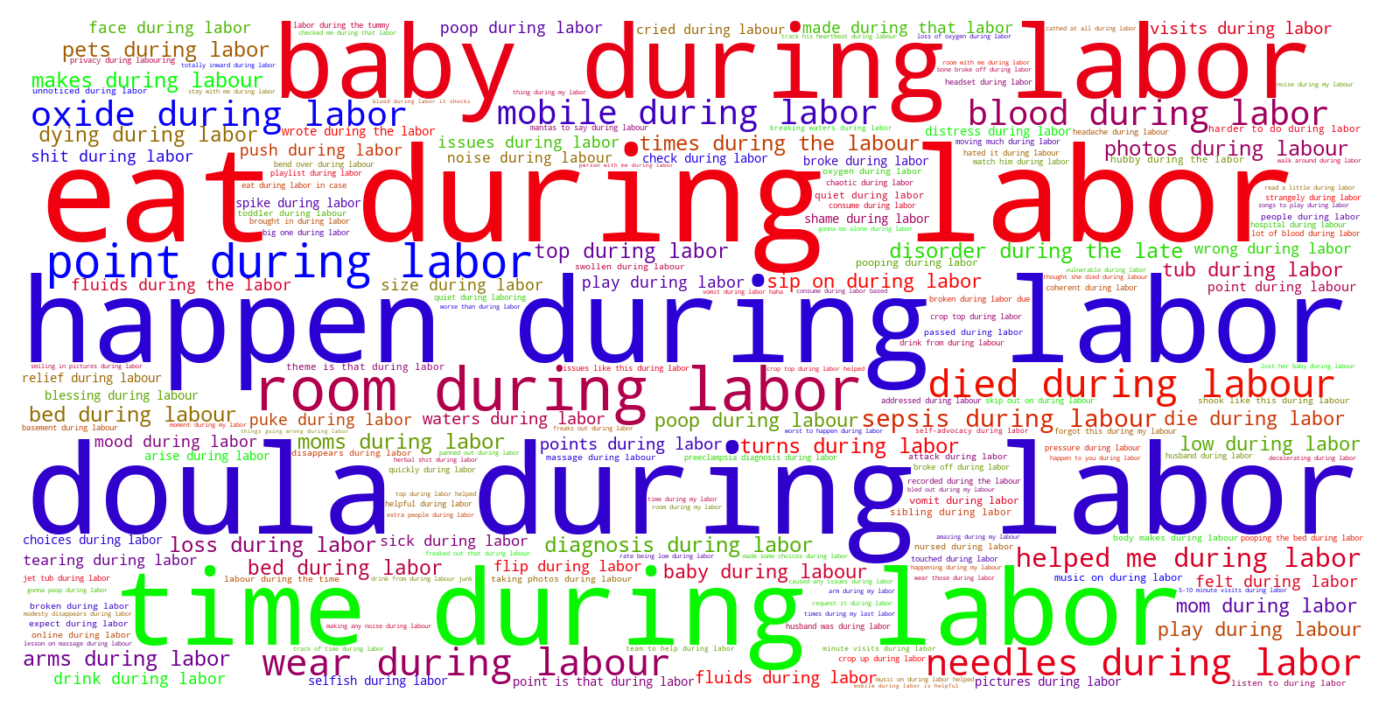 face during labor
labor during the tummy
checked me during that labor
poop during labor
cried during labour
made during that labor
track his heartbeat during labour
loss of oxygen during labor
cathed at all during labor
visits during labor
pets during labor
privacy during labouring
totally inward during labor
baby during labor
room with me during labor
bone broke off during labor
makes during labour
unnoticed during labor
stay with me during labor
thing during my labor
headset during labor
noise during my labour
blood during labor it shocks
oxide during labor
mobile during labor
blood during labor
dying during labor
wrote during the labor
mantas to say during labour
breaking waters during labor
distress during labor
headache during labour
harder to do during labor
push during labor
issues during labor
times during the labour
moving much during labor
photos during labor
shit during labor
bend over during labour
noise during labour
check during labor
broke during labor
hated it during labor
watch him during labor
hubby during the labor
walk around during labor
playlist during labor
person with me during labor
oxygen during labor
eat during labor
eat during labor in case
chaotic during labor
read a little during labor
spike during labor
quiet during labor
strangely during labor
toddler during labour
consume during labor
songs to play during labor
brought in during labor
shame during labor
people during labor
hospital during labour
big one during labor
gonna be alone during labor
lot of blood during labor
point during labor
top during labor
disorder during the late
wrong during labor
swollen during labour
pooping during labor
vulnerable during labor
tub during labor
fluids during the labor
size during labor
play during labor
sip on during labor
thought she died during labor
coherent during labor
point during labour
vomit during labor haha
consume during labor based
quiet during laboring
worse than during labor
broken during labor due
happen during labor
crop top during labor
passed during labor
drink from during labour
smiling in pictures during labor
theme is that during labor
issues like this during labor
crop top during labor helped
lost her baby during labor
relief during labour
room during labor
died during labour
blessing during labour
addressed during labour
skip out on during labour
shook like this during labour
bed during labour
basement during labour
moment during my labor
puke during labor
waters during labor
freaks out during labor
poop during labour
sepsis during labour
die during labor
things going wrong during labor
worst to happen during labor
self-advocacy during labor
forgot this during my labour
mood during labor
moms during labor
panned out during labor
points during labor
turns during labor
pressure during labor
low during labor
arise during labor
disappears during labor
herbal shit during labor
massage during labour
preeclampsia diagnosis during labor
attack during labor
happen to you during labor
husband during labor
decelerating during labor
quickly during labor
broke off during labor
doula during labor
recorded during the labour
bled out during my labor
top during labor helped
helpful during labor
time during my labor
room during my labor
vomit during labor
extra people during labor
sibling during labor
choices during labor
loss during labor
sick during labor
diagnosis during labor
amazing during my labor
nursed during labor
body makes during labour
pooping the bed during labor
tearing during labor
freaked out that during labour
rate being low during labor
made some choices during labor
touched during labor
helped me during labor
bed during labor
flip during labor
baby during labour
happening during my labour
jet tub during labor
labour during the time
drink from during labour junk
taking photos during labour
caused any issues during labor
wear those during labor
music on during labor
felt during labor
gonna poop during labor
arm during my labor
5-10 minute visits during labor
time during labor
broken during labor
modesty disappears during labor
request it during labor
times during my last labor
mom during labor
expect during labor
making any noise during labour
husband was during labor
online during labor
play during labour
lesson on massage during labour
track of time during labor
team to help during labor
minute visits during labor
arms during labor
wear during labour
crop up during labor
needles during labor
drink during labor
selfish during labor
point is that during labor
fluids during labor
music on during labor helped
mobile during labor is helpful
pictures during labor
listen to during labor